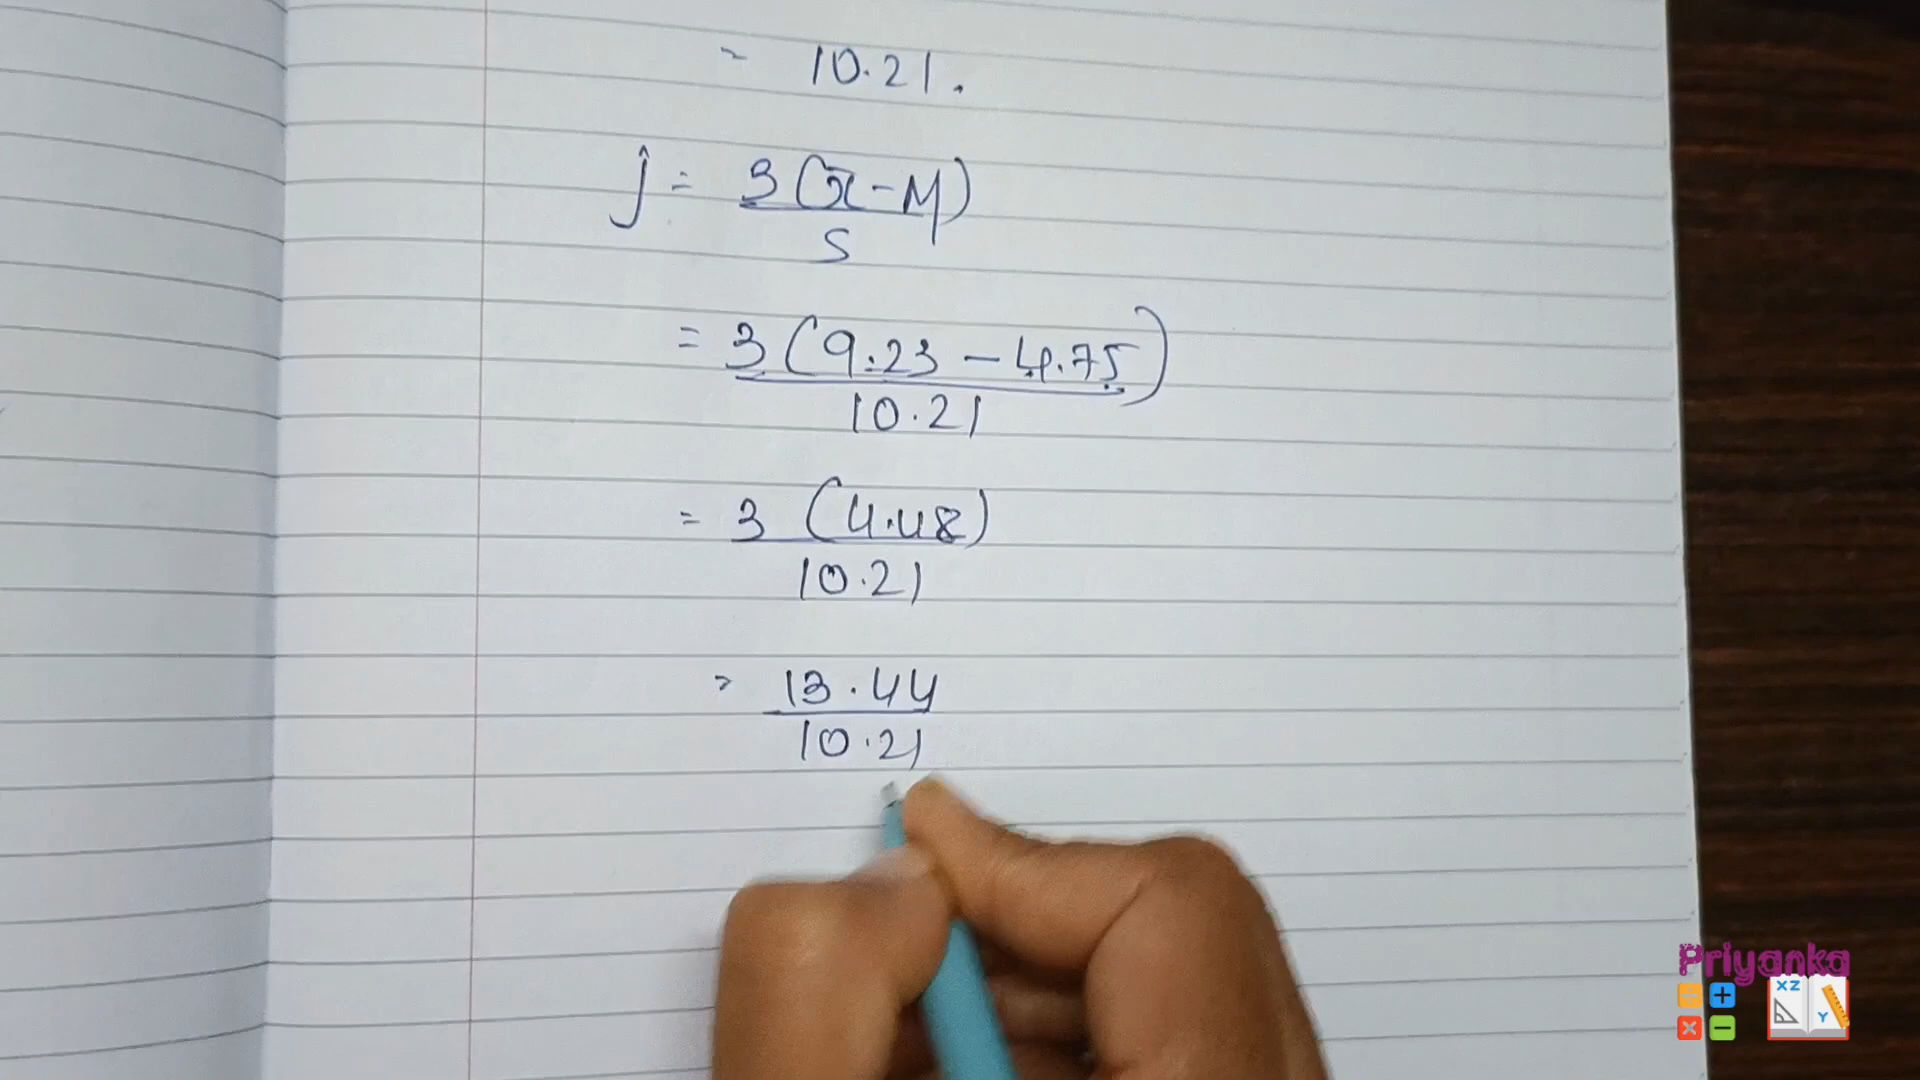 = 10.21.
j = 3(x̄ - M)
S
= 3(9.23 - 4.75)
10.21
= 3 (4.48)
10.21
= 13.44
10.21
Priyanka
XZ
Y